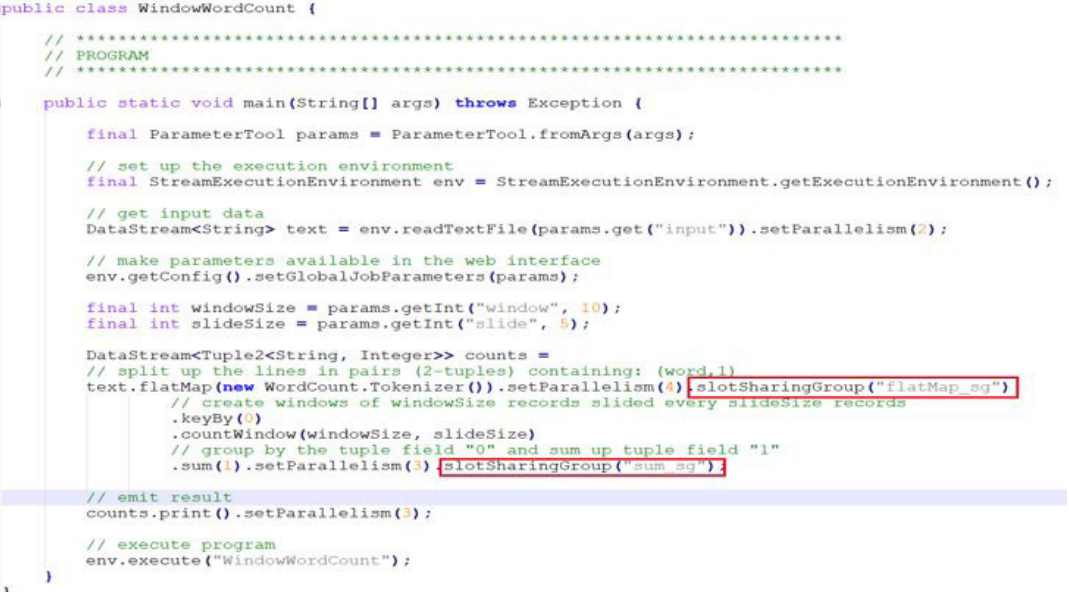 public class WindowWordCount {
// *************************************************************************
// PROGRAM
// *************************************************************************
public static void main(String[] args) throws Exception {
final ParameterTool params = ParameterTool.fromArgs(args);
// set up the execution environment
final StreamExecutionEnvironment env = StreamExecutionEnvironment.getExecutionEnvironment();
// get input data
DataStream<String> text = env.readTextFile(params.get("input")).setParallelism(2);
// make parameters available in the web interface
env.getConfig().setGlobalJobParameters(params);
final int windowSize = params.getInt("window", 10);
final int slideSize = params.getInt("slide", 5);
DataStream<Tuple2<String, Integer>> counts =
// split up the lines in pairs (2-tuples) containing: (word,1)
text.flatMap(new WordCount.Tokenizer()).setParallelism(4).slotSharingGroup("flatMap_sg")
// create windows of windowSize records slided every slideSize records
.keyBy(0)
.countWindow(windowSize, slideSize)
// group by the tuple field "0" and sum up tuple field "1"
.sum(1).setParallelism(3).slotSharingGroup("sum_sg");
// emit result
counts.print().setParallelism(3);
// execute program
env.execute("WindowWordCount");
}
}